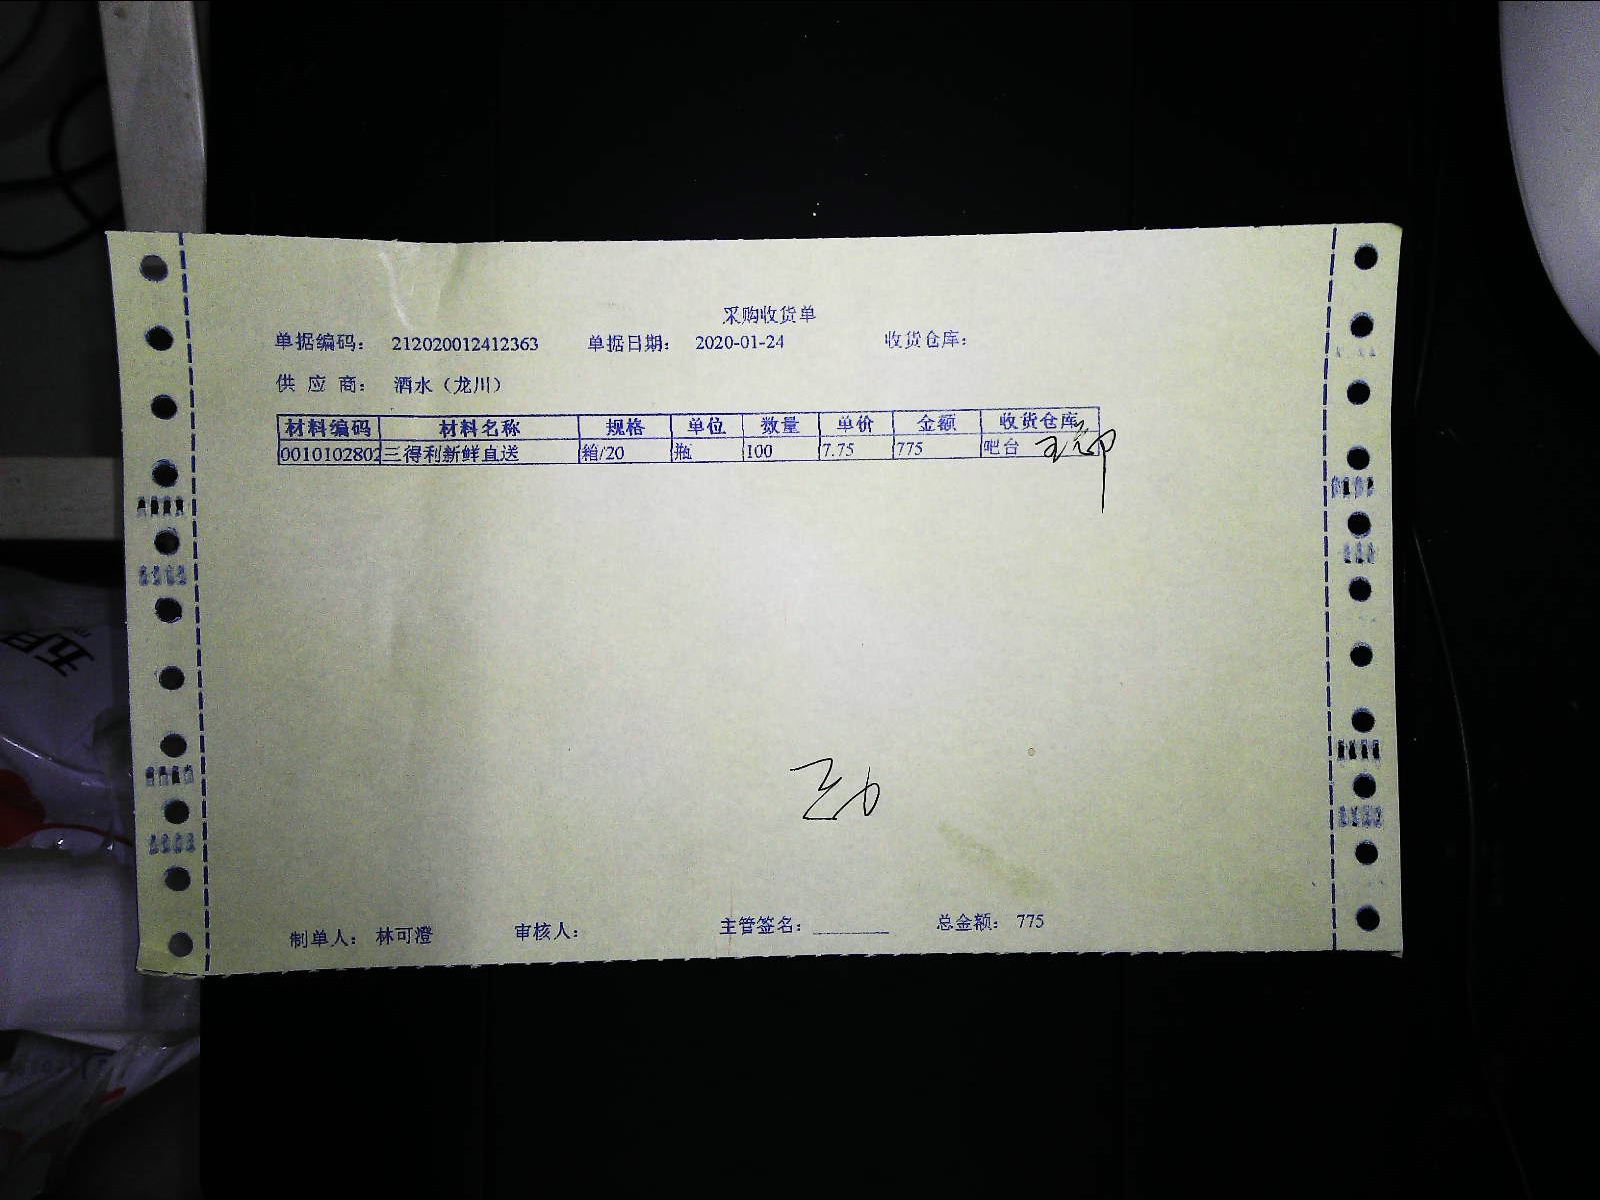 采购收货单
单据编码： 212020012412363 单据日期： 2020-01-24 收货仓库：
供 应 商： 酒水（龙川）
材料编码 材料名称 规格 单位 数量 单价 金额 收货仓库
0010102802 三得利新鲜直送 箱/20 瓶 100 7.75 775 吧台
制单人： 林可澄 审核人： 主管签名： 总金额： 775